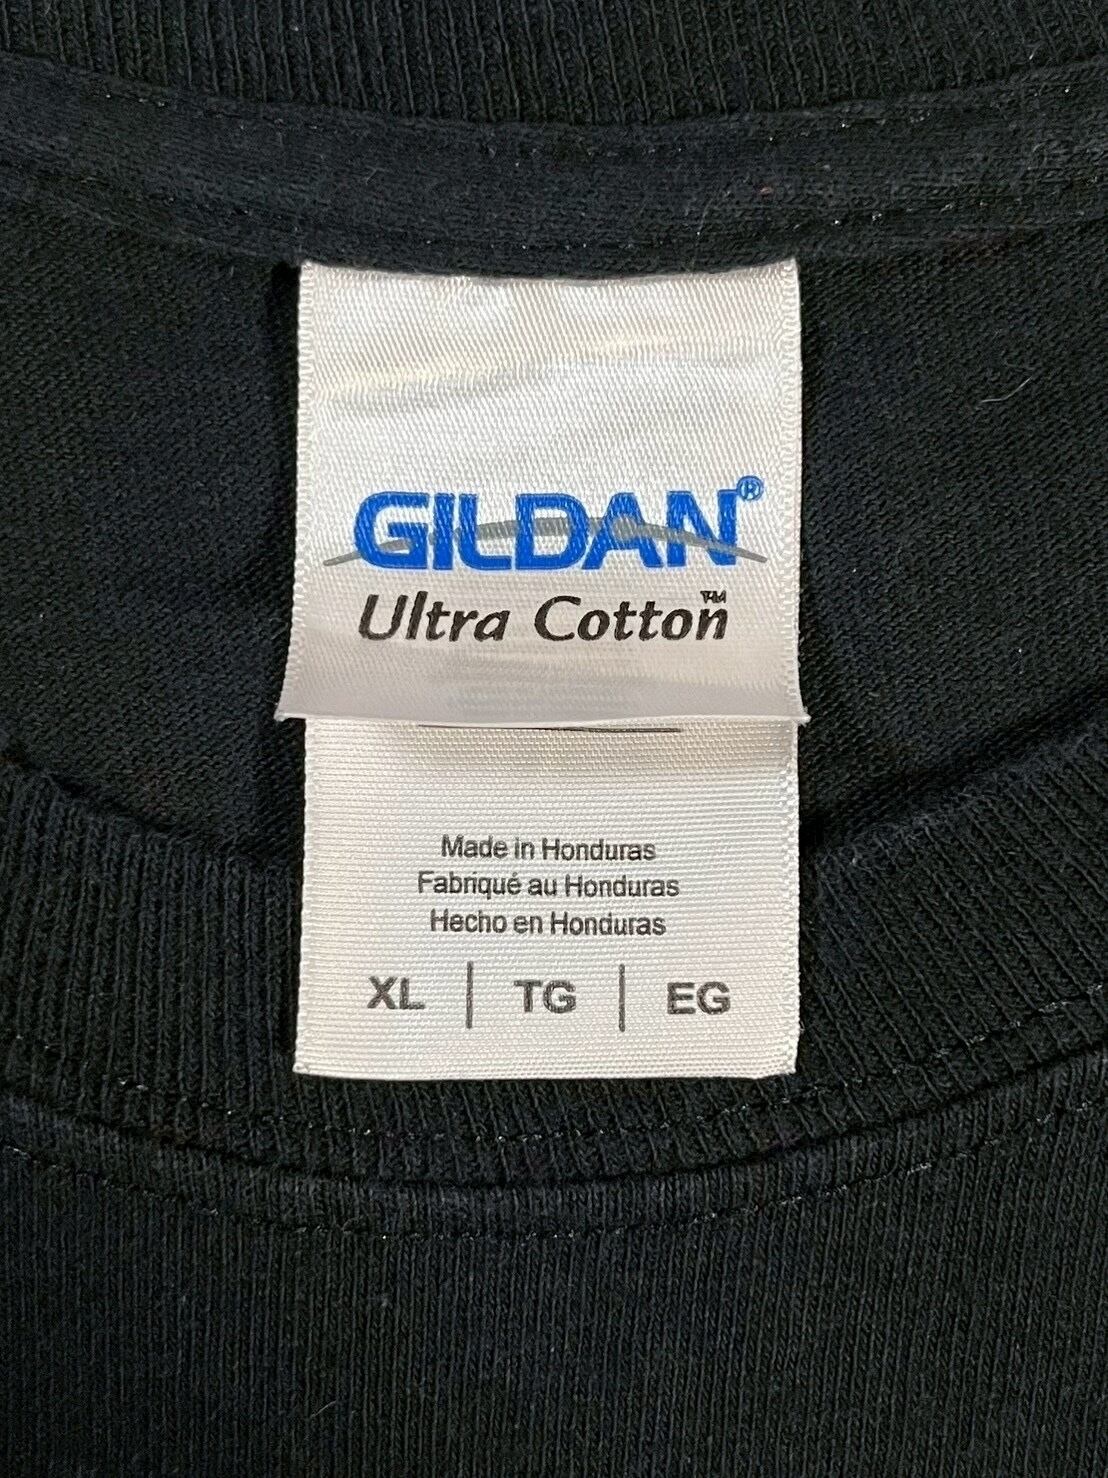 GILDAN®
Ultra Cotton™
Made in Honduras
Fabriqué au Honduras
Hecho en Honduras
XL | TG | EG